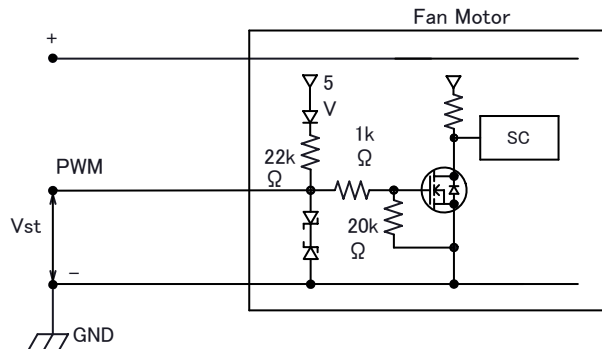 Fan Motor
+
5
V
1k
Ω
22k
Ω
SC
PWM
20k
Ω
Vst
−
GND